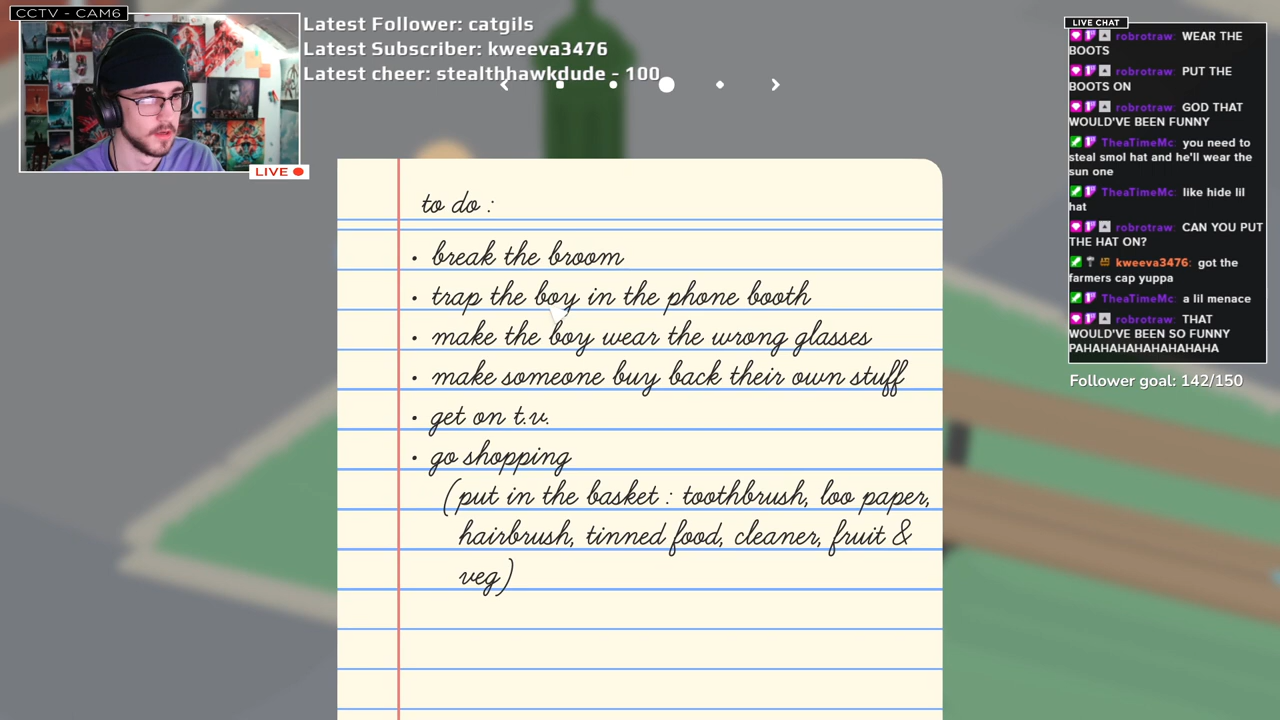 CCTV - CAM6
LIVE
Latest Follower: catgils
Latest Subscriber: kweeva3476
Latest cheer: stealthhawkdude - 100
to do :
• break the broom
• trap the boy in the phone booth
• make the boy wear the wrong glasses
• make someone buy back their own stuff
• get on t.v.
• go shopping
(put in the basket : toothbrush, loo paper,
hairbrush, tinned food, cleaner, fruit &
veg)
LIVE CHAT
robrotraw: WEAR THE
BOOTS
robrotraw: PUT THE
BOOTS ON
robrotraw: GOD THAT
WOULD'VE BEEN FUNNY
TheaTimeMc: you need to
steal smol hat and he'll wear the
sun one
TheaTimeMc: like hide lil
hat
robrotraw: CAN YOU PUT
THE HAT ON?
kweeva3476: got the
farmers cap yuppa
TheaTimeMc: a lil menace
robrotraw: THAT
WOULD'VE BEEN SO FUNNY
PAHAHAHAHAHAHAHA
Follower goal: 142/150